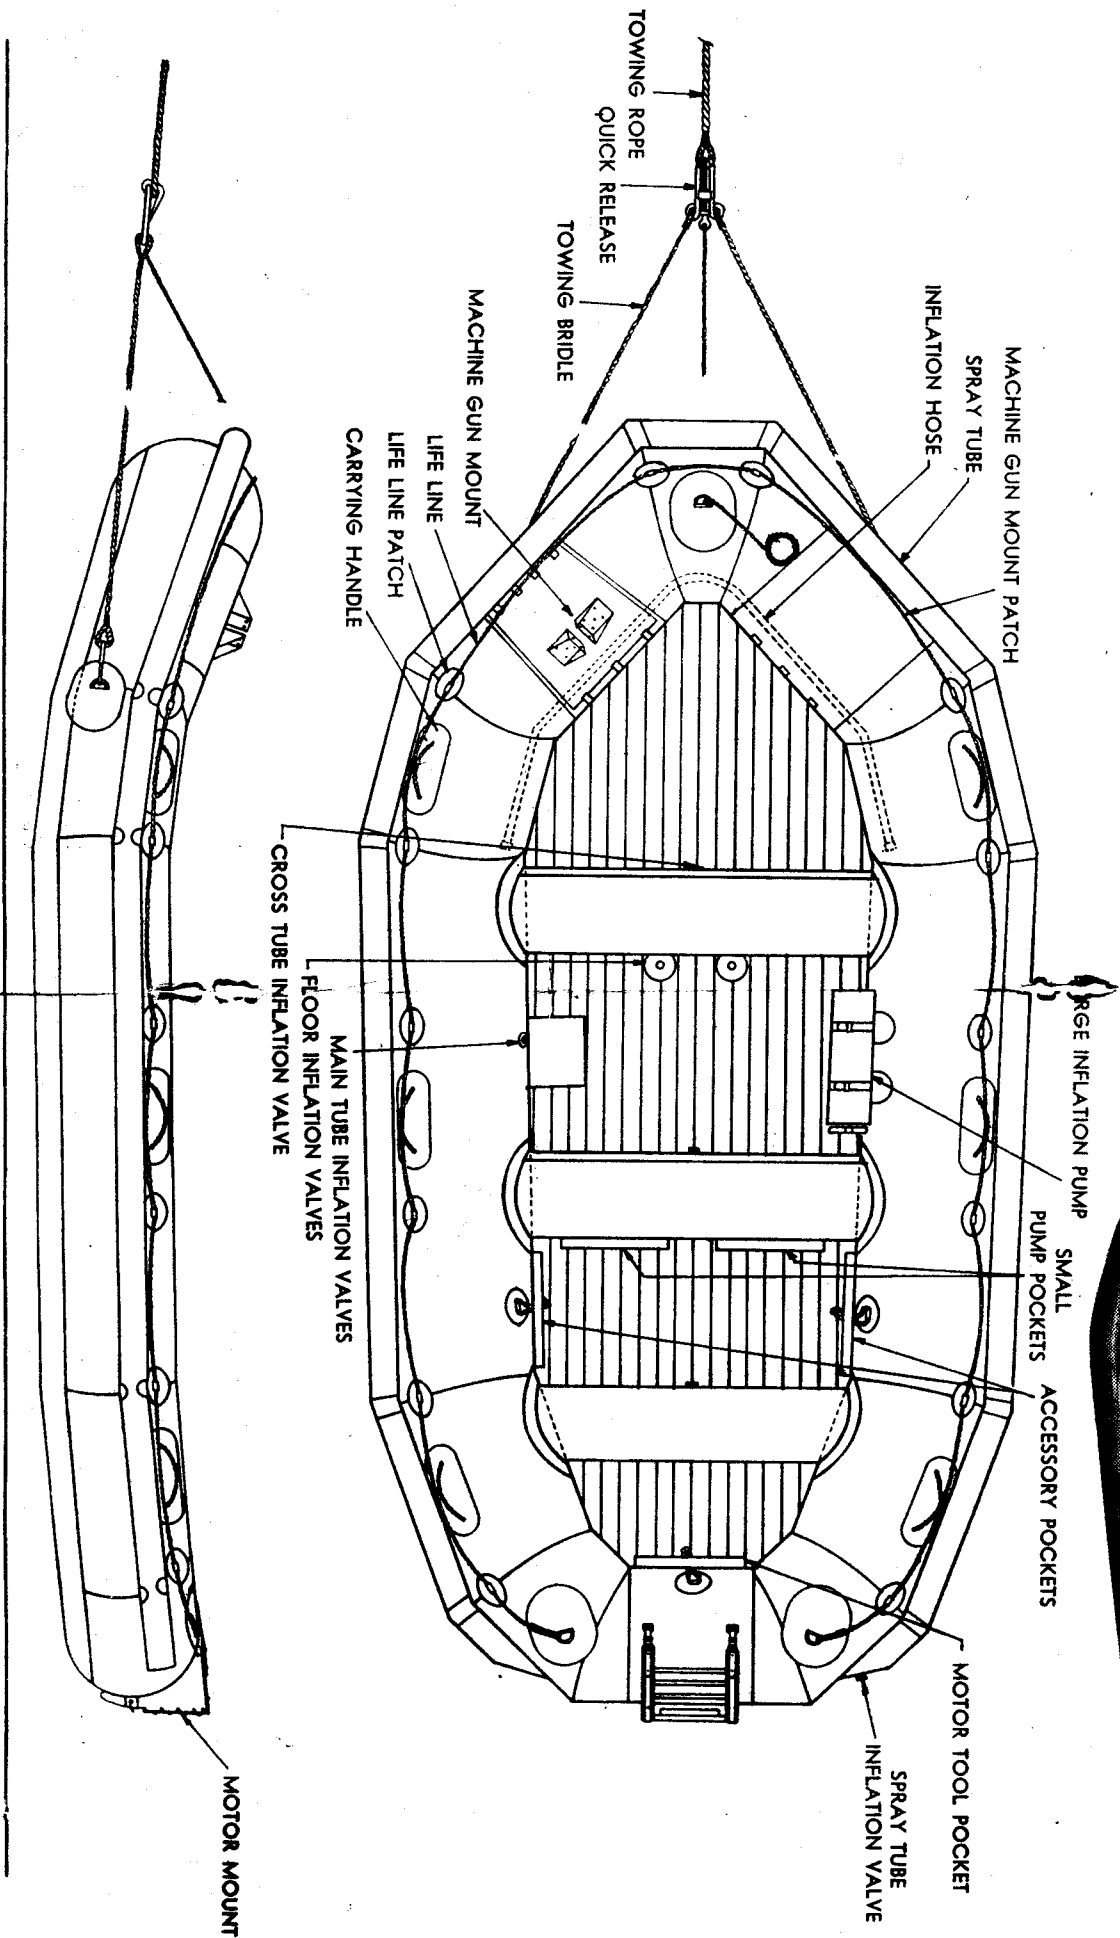 TOWING ROPE
QUICK RELEASE
TOWING BRIDLE
INFLATION HOSE
SPRAY TUBE
MACHINE GUN MOUNT PATCH
MACHINE GUN MOUNT
LIFE LINE
LIFE LINE PATCH
CARRYING HANDLE
CROSS TUBE INFLATION VALVE
FLOOR INFLATION VALVES
MAIN TUBE INFLATION VALVES
RGE INFLATION PUMP
SMALL
PUMP POCKETS
ACCESSORY POCKETS
MOTOR TOOL POCKET
SPRAY TUBE
INFLATION VALVE
MOTOR MOUNT